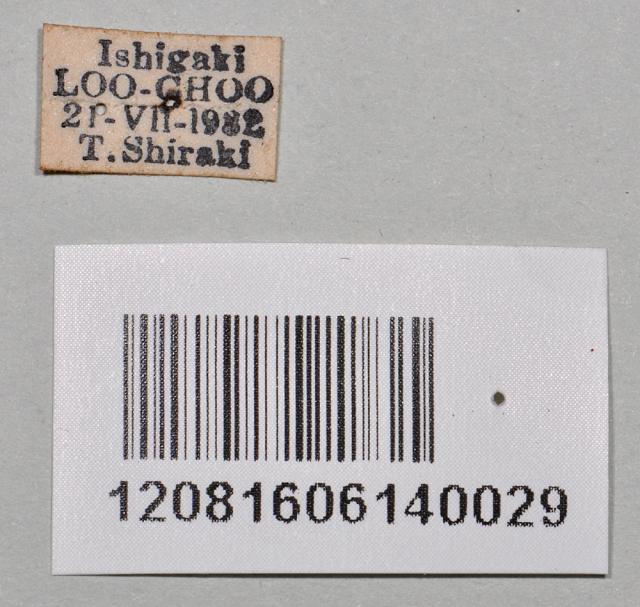 Ishigaki
LOO-CHOO
21-VII-1932
T. Shiraki
12081606140029